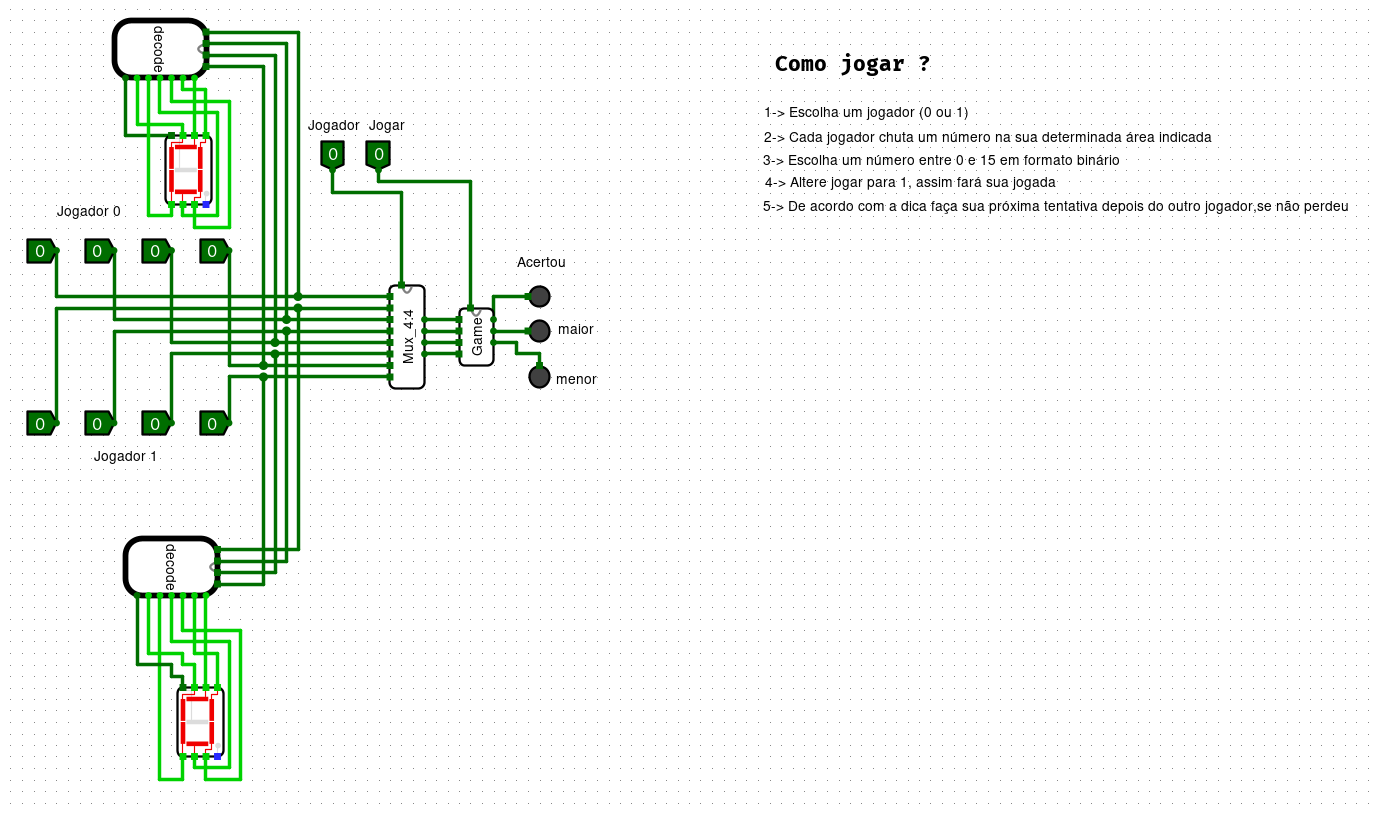 decode
Como jogar ?
1-> Escolha um jogador (0 ou 1)
2-> Cada jogador chuta um número na sua determinada área indicada
3-> Escolha um número entre 0 e 15 em formato binário
4-> Altere jogar para 1, assim fará sua jogada
5-> De acordo com a dica faça sua próxima tentativa depois do outro jogador,se não perdeu
Jogador Jogar
0 0
Jogador 0
0 0 0 0
Acertou
Mux_4:4
Game
maior
menor
0 0 0 0
Jogador 1
decode